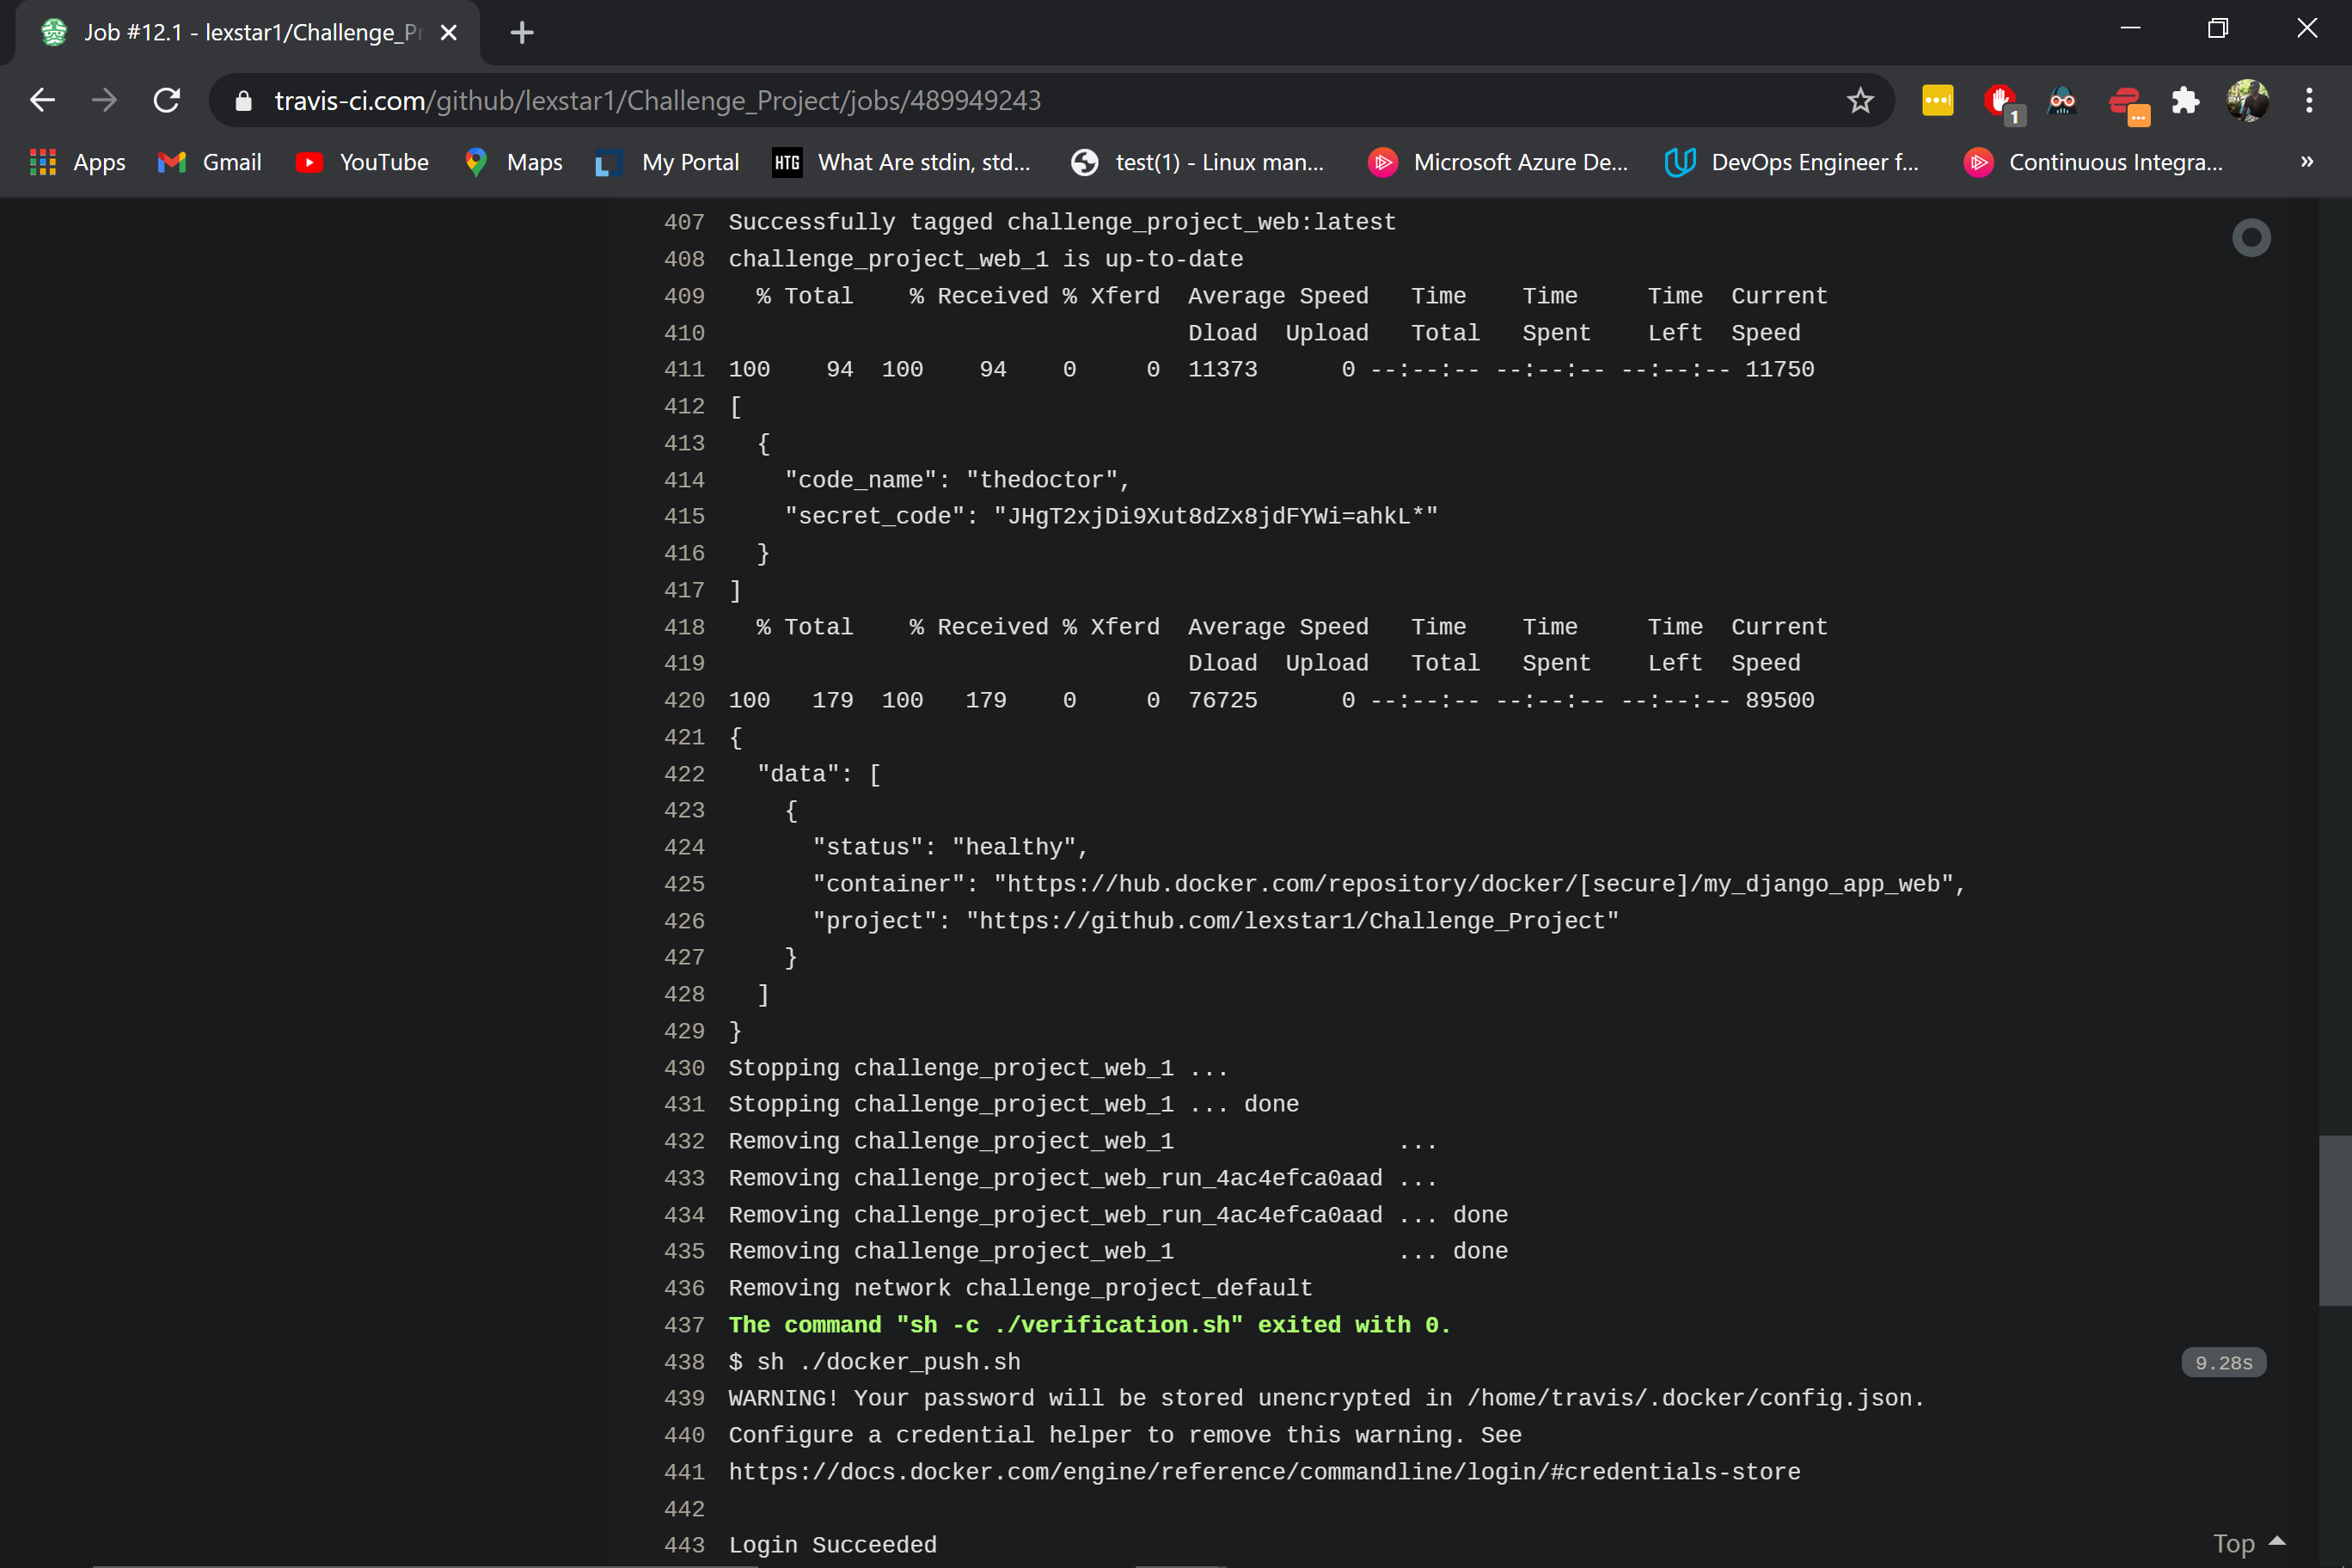 Job #12.1 - lexstar1/Challenge_Pr
travis-ci.com/github/lexstar1/Challenge_Project/jobs/489949243
1
...
Apps Gmail YouTube Maps My Portal HTG What Are stdin, std... test(1) - Linux man... Microsoft Azure De... DevOps Engineer f... Continuous Integra... »
407 Successfully tagged challenge_project_web:latest
408 challenge_project_web_1 is up-to-date
409 % Total % Received % Xferd Average Speed Time Time Time Current
410 Dload Upload Total Spent Left Speed
411 100 94 100 94 0 0 11373 0 --:--:-- --:--:-- --:--:-- 11750
412 [
413 {
414 "code_name": "thedoctor",
415 "secret_code": "JHgT2xjDi9Xut8dZx8jdFYWi=ahkL*"
416 }
417 ]
418 % Total % Received % Xferd Average Speed Time Time Time Current
419 Dload Upload Total Spent Left Speed
420 100 179 100 179 0 0 76725 0 --:--:-- --:--:-- --:--:-- 89500
421 {
422 "data": [
423 {
424 "status": "healthy",
425 "container": "https://hub.docker.com/repository/docker/[secure]/my_django_app_web",
426 "project": "https://github.com/lexstar1/Challenge_Project"
427 }
428 ]
429 }
430 Stopping challenge_project_web_1 ...
431 Stopping challenge_project_web_1 ... done
432 Removing challenge_project_web_1 ...
433 Removing challenge_project_web_run_4ac4efca0aad ...
434 Removing challenge_project_web_run_4ac4efca0aad ... done
435 Removing challenge_project_web_1 ... done
436 Removing network challenge_project_default
437 The command "sh -c ./verification.sh" exited with 0.
438 $ sh ./docker_push.sh 9.28s
439 WARNING! Your password will be stored unencrypted in /home/travis/.docker/config.json.
440 Configure a credential helper to remove this warning. See
441 https://docs.docker.com/engine/reference/commandline/login/#credentials-store
442
443 Login Succeeded
Top